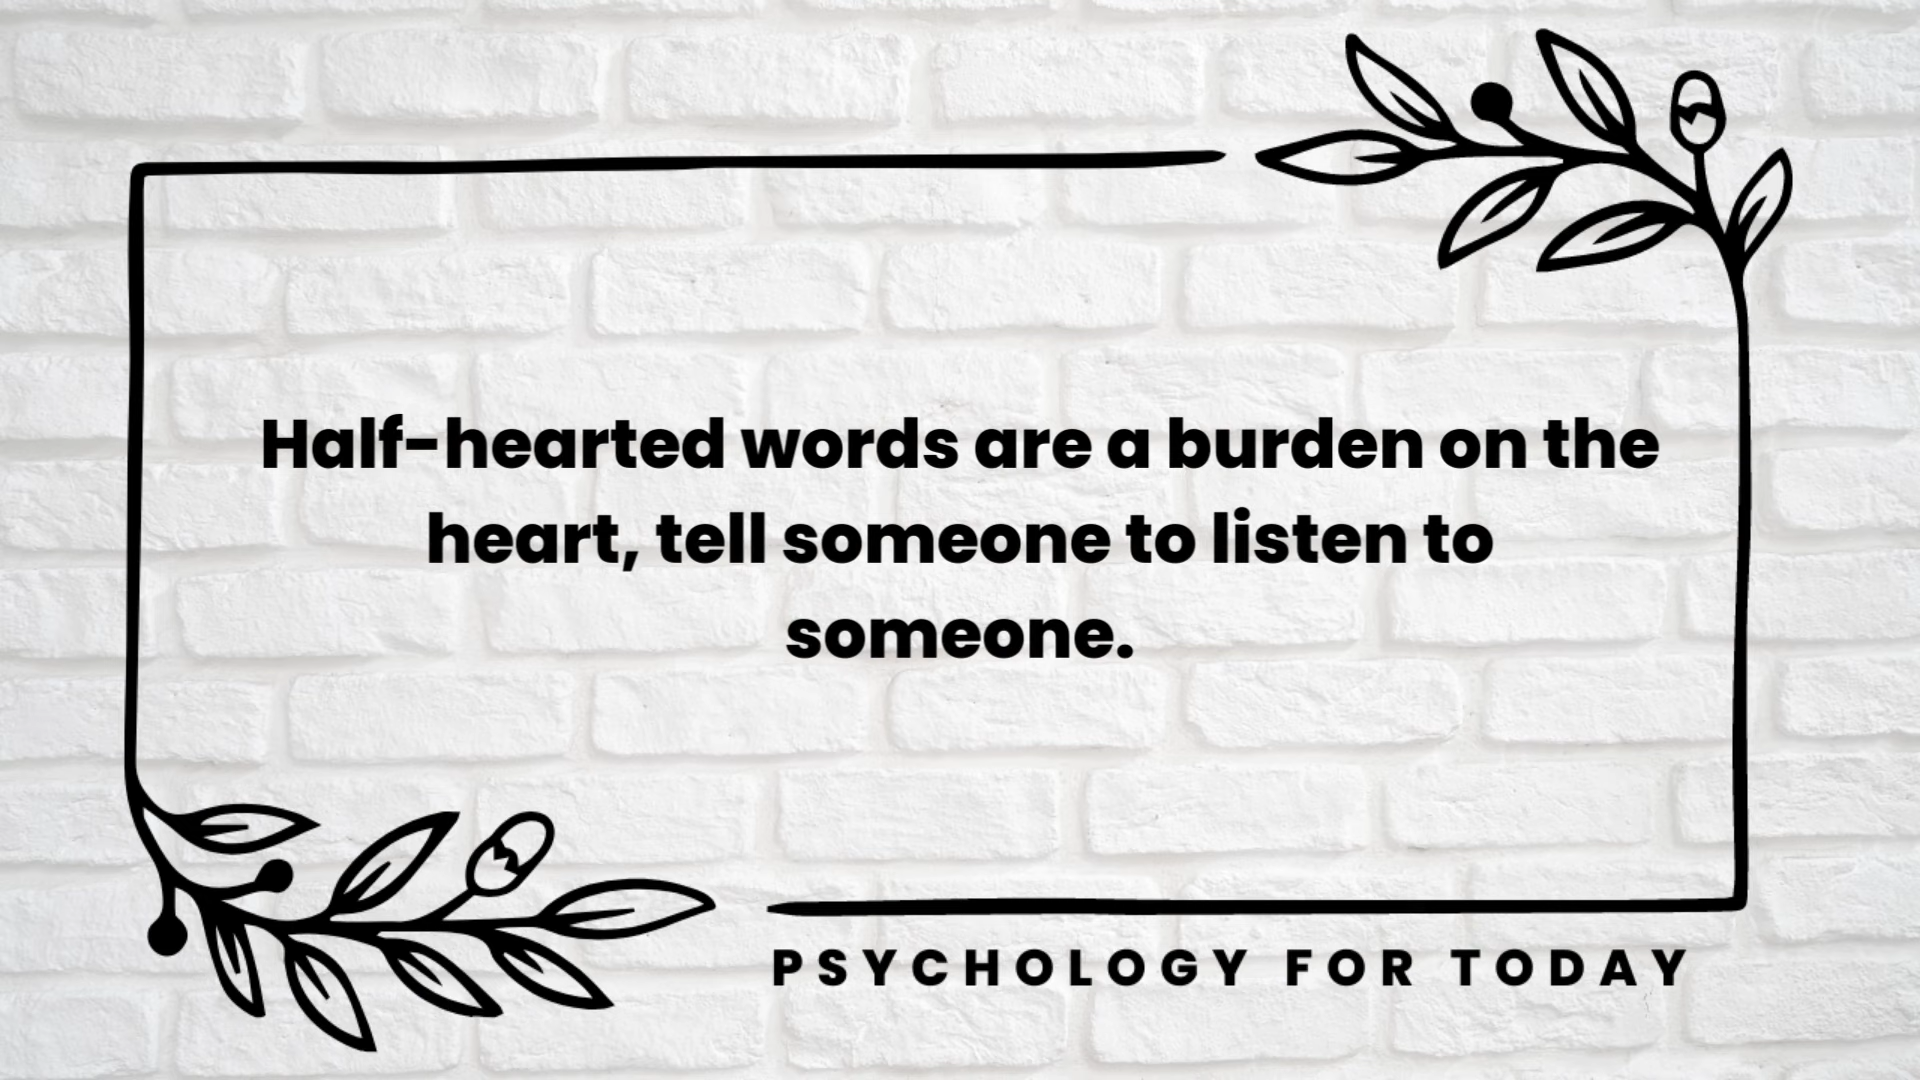 Half-hearted words are a burden on the
heart, tell someone to listen to
someone.
PSYCHOLOGY FOR TODAY